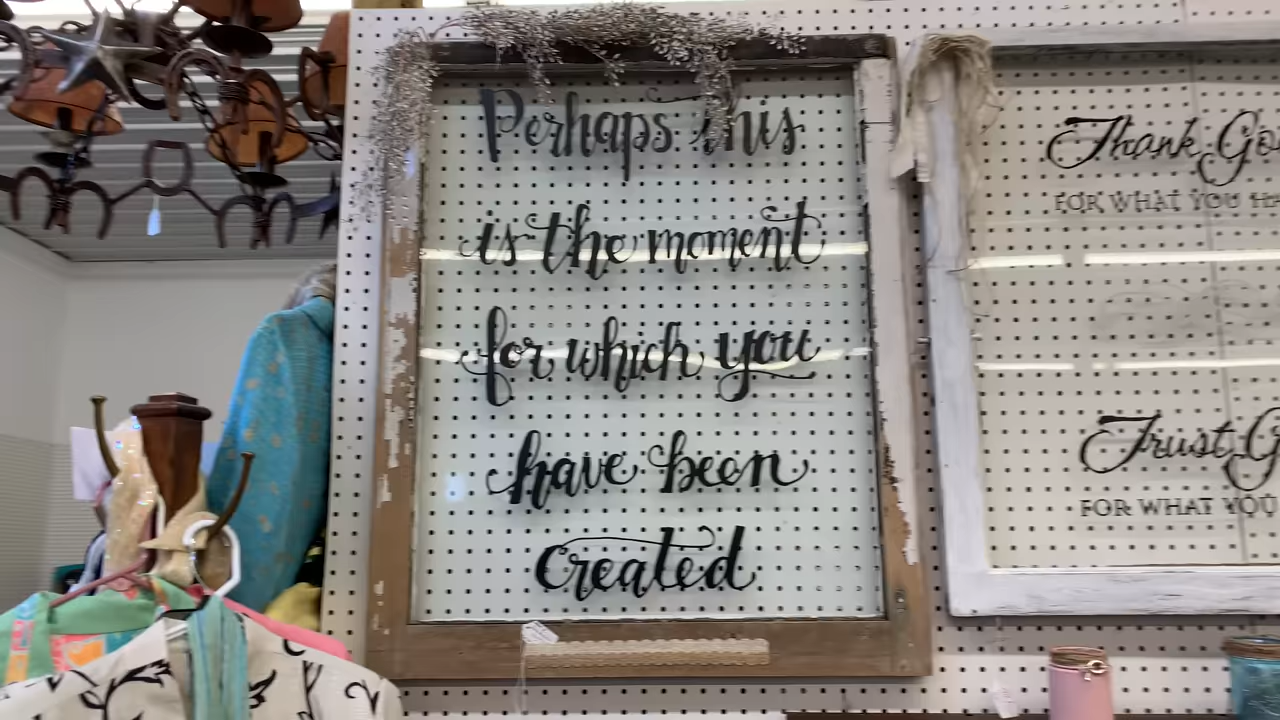 Perhaps this
is the moment
for which you
have been
created
Thank Go
FOR WHAT YOU
Trust G
FOR WHAT YOU